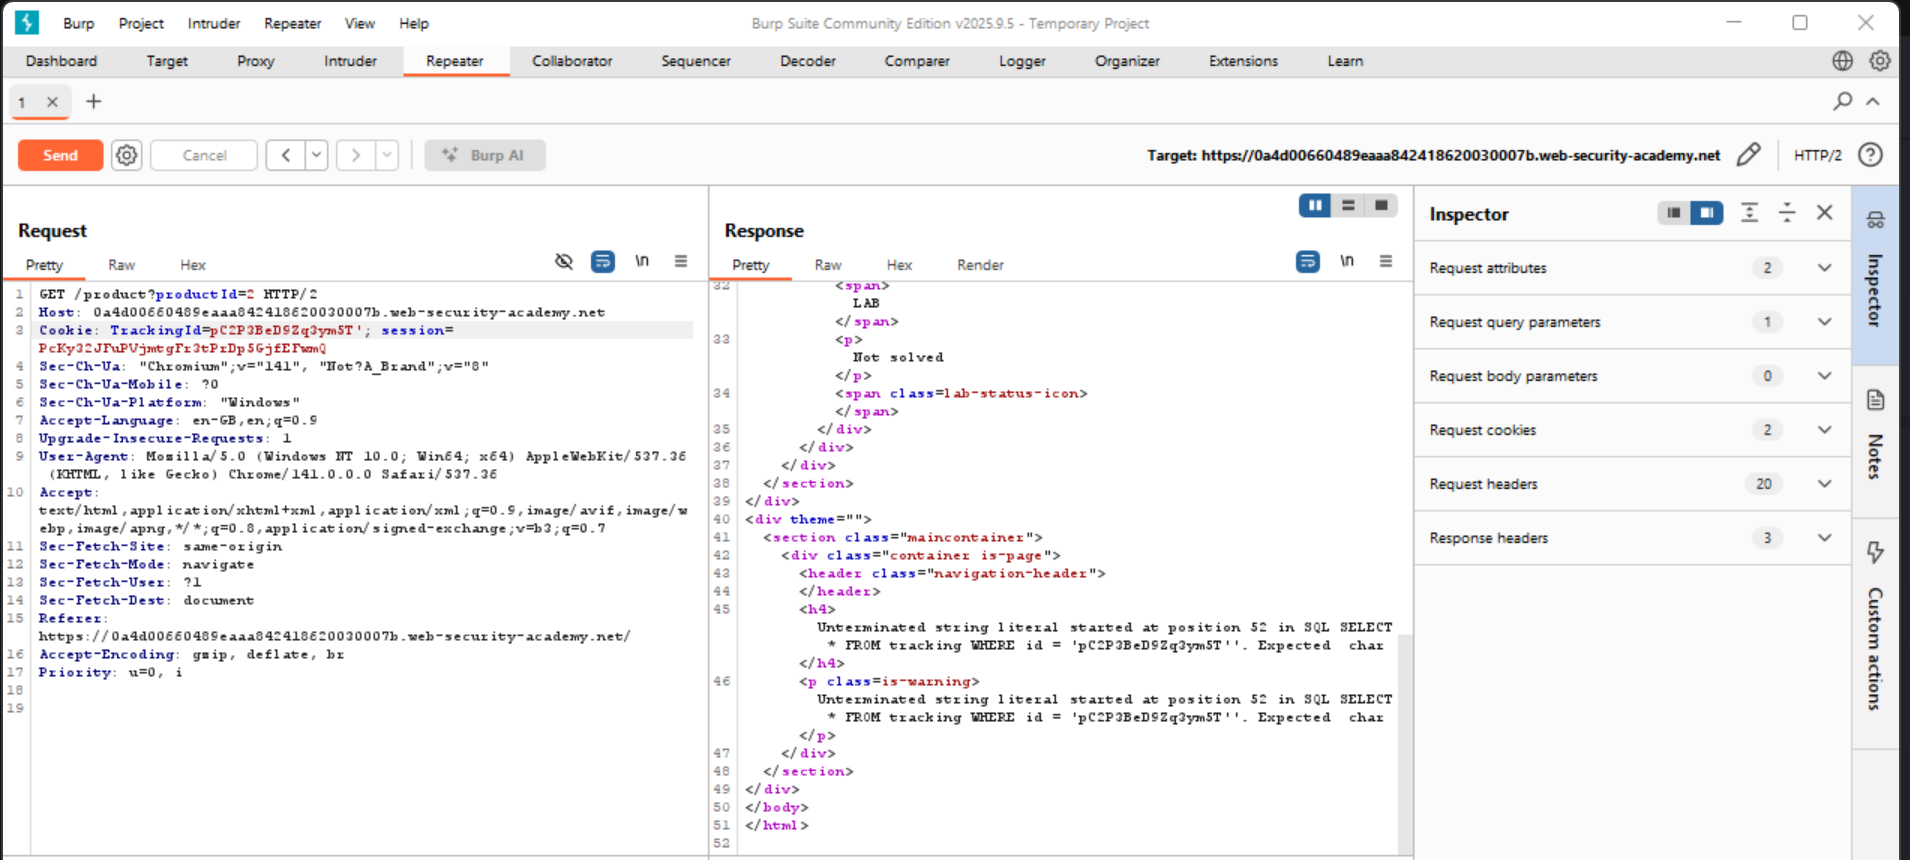 Burp Project Intruder Repeater View Help Burp Suite Community Edition v2025.9.5 - Temporary Project
Dashboard Target Proxy Intruder Repeater Collaborator Sequencer Decoder Comparer Logger Organizer Extensions Learn
1
Send Cancel Burp AI Target: https://0a4d00660489eaaa842418620030007b.web-security-academy.net HTTP/2
Request
Pretty Raw Hex \n
1 GET /product?productId=2 HTTP/2
2 Host: 0a4d00660489eaaa842418620030007b.web-security-academy.net
3 Cookie: TrackingId=pC2P3BeD9Zq3ym5T'; session=
PcKy32JFuPVjmtgFr3tPrDp5GjfEFwmQ
4 Sec-Ch-Ua: "Chromium";v="141", "Not?A_Brand";v="8"
5 Sec-Ch-Ua-Mobile: ?0
6 Sec-Ch-Ua-Platform: "Windows"
7 Accept-Language: en-GB,en;q=0.9
8 Upgrade-Insecure-Requests: 1
9 User-Agent: Mozilla/5.0 (Windows NT 10.0; Win64; x64) AppleWebKit/537.36
(KHTML, like Gecko) Chrome/141.0.0.0 Safari/537.36
10 Accept:
text/html,application/xhtml+xml,application/xml;q=0.9,image/avif,image/w
ebp,image/apng,*/*;q=0.8,application/signed-exchange;v=b3;q=0.7
11 Sec-Fetch-Site: same-origin
12 Sec-Fetch-Mode: navigate
13 Sec-Fetch-User: ?1
14 Sec-Fetch-Dest: document
15 Referer:
https://0a4d00660489eaaa842418620030007b.web-security-academy.net/
16 Accept-Encoding: gzip, deflate, br
17 Priority: u=0, i
18
19
Response
Pretty Raw Hex Render \n
32 <span>
LAB
</span>
33 <p>
Not solved
</p>
34 <span class=lab-status-icon>
</span>
35 </div>
36 </div>
37 </div>
38 </section>
39 </div>
40 <div theme="">
41 <section class="maincontainer">
42 <div class="container is-page">
43 <header class="navigation-header">
44 </header>
45 <h4>
Unterminated string literal started at position 52 in SQL SELECT
* FROM tracking WHERE id = 'pC2P3BeD9Zq3ym5T''. Expected  char
</h4>
46 <p class=is-warning>
Unterminated string literal started at position 52 in SQL SELECT
* FROM tracking WHERE id = 'pC2P3BeD9Zq3ym5T''. Expected  char
</p>
47 </div>
48 </section>
49 </div>
50 </body>
51 </html>
52
Inspector
Request attributes 2
Request query parameters 1
Request body parameters 0
Request cookies 2
Request headers 20
Response headers 3
Inspector
Notes
Custom actions